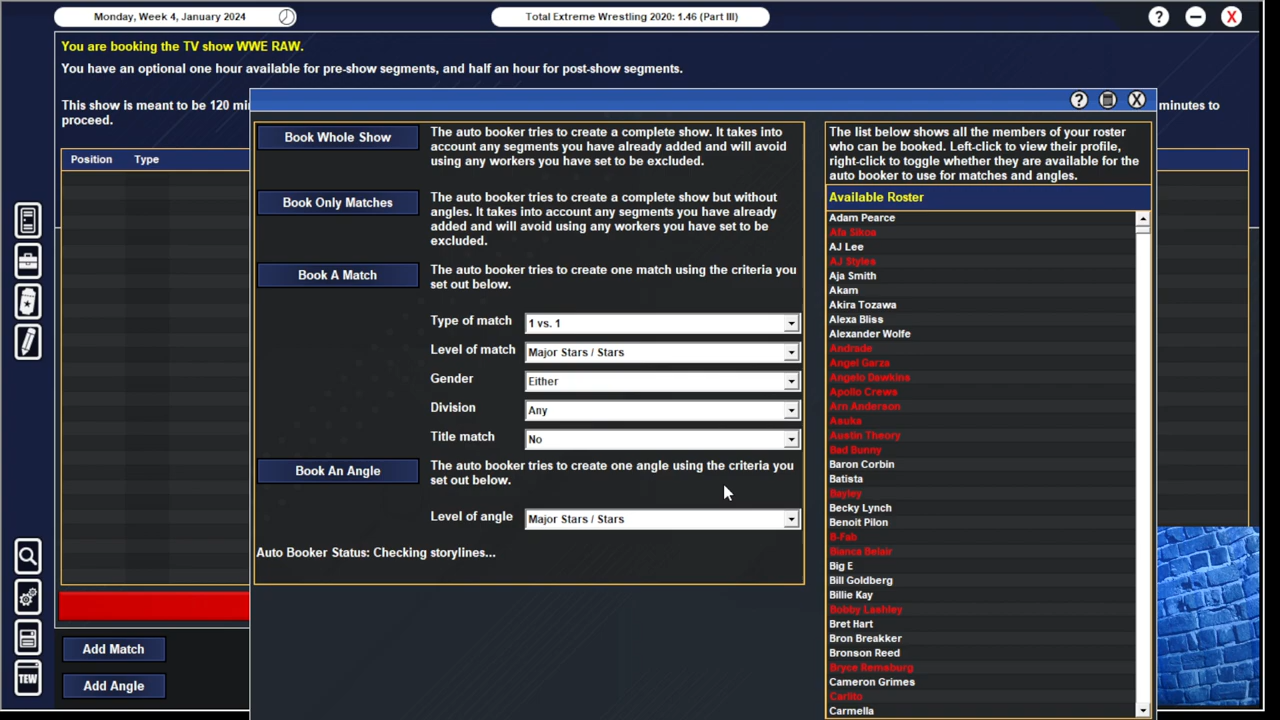 Monday, Week 4, January 2024
Total Extreme Wrestling 2020: 1.46 (Part III)
? X
You are booking the TV show WWE RAW.
You have an optional one hour available for pre-show segments, and half an hour for post-show segments.
This show is meant to be 120 min
minutes to
proceed.
? X
Position Type
Book Whole Show
The auto booker tries to create a complete show. It takes into
account any segments you have already added and will avoid
using any workers you have set to be excluded.
Book Only Matches
The auto booker tries to create a complete show but without
angles. It takes into account any segments you have already
added and will avoid using any workers you have set to be
excluded.
Book A Match
The auto booker tries to create one match using the criteria you
set out below.
Type of match 1 vs. 1
Level of match Major Stars / Stars
Gender Either
Division Any
Title match No
Book An Angle
The auto booker tries to create one angle using the criteria you
set out below.
Level of angle Major Stars / Stars
Auto Booker Status: Checking storylines...
The list below shows all the members of your roster
who can be booked. Left-click to view their profile,
right-click to toggle whether they are available for the
auto booker to use for matches and angles.
Available Roster
Adam Pearce
Afa Sikoa
AJ Lee
AJ Styles
Aja Smith
Akam
Akira Tozawa
Alexa Bliss
Alexander Wolfe
Andrade
Angel Garza
Angelo Dawkins
Apollo Crews
Arn Anderson
Asuka
Austin Theory
Bad Bunny
Baron Corbin
Batista
Bayley
Becky Lynch
Benoit Pilon
B-Fab
Bianca Belair
Big E
Bill Goldberg
Billie Kay
Bobby Lashley
Bret Hart
Bron Breakker
Bronson Reed
Bryce Remsburg
Cameron Grimes
Carlito
Carmella
TEW
Add Match
Add Angle